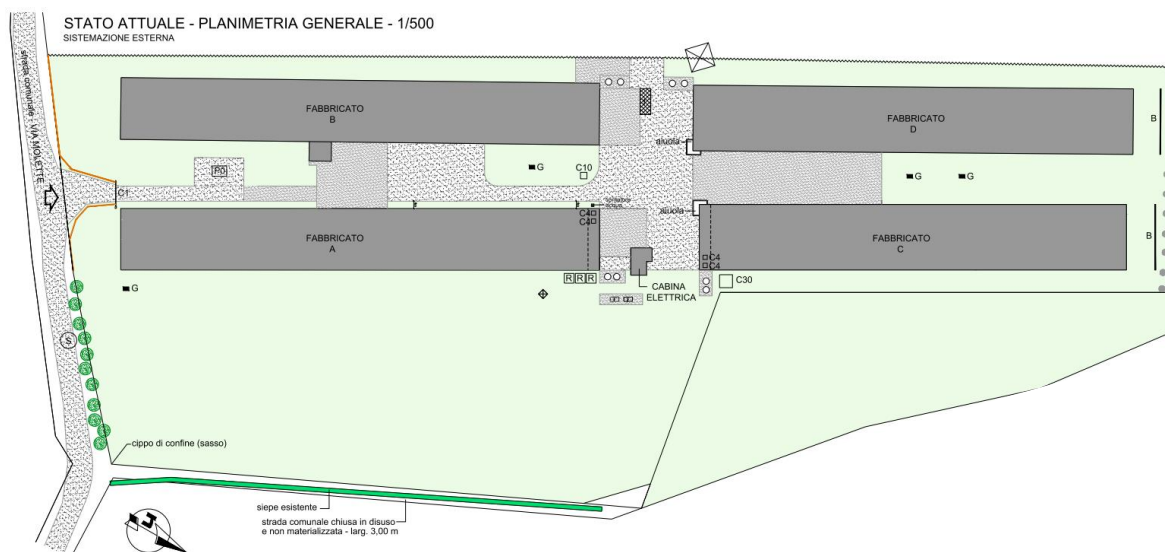 STATO ATTUALE - PLANIMETRIA GENERALE - 1/500
SISTEMAZIONE ESTERNA
strada comunale - VIA MOLETTE
FABBRICATO
B
FABBRICATO
D
B
aiuola
G
C10
G
G
C1
aiuola
C4
C4
FABBRICATO
A
FABBRICATO
C
B
C4
C4
R R R
CABINA
ELETTRICA
C30
G
S
cippo di confine (sasso)
siepe esistente
strada comunale chiusa in disuso
e non materializzata - larg. 3,00 m